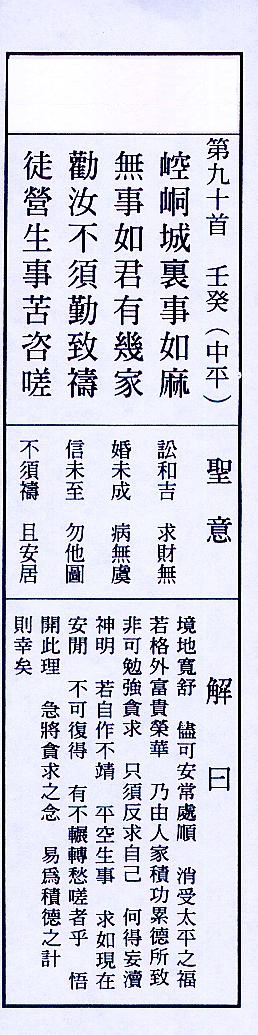 第九十首　壬癸（中平）
崆峒城裏事如麻
無事如君有幾家
勸汝不須勤致禱
徒營生事苦咨嗟
聖意
訟和吉　求財無
婚未成　病無虞
信未至　勿他圖
不須禱　且安居
解曰
境地寬舒　儘可安常處順　消受太平之福
若格外富貴榮華　乃由人家積功累德所致
非可勉強貪求　只須反求自己　何得妄瀆
神明　若自作不靖　平空生事　求如現在
安閒　不可復得　有不輾轉愁嗟者乎　悟
開此理　急將貪求之念　易爲積德之計
則幸矣